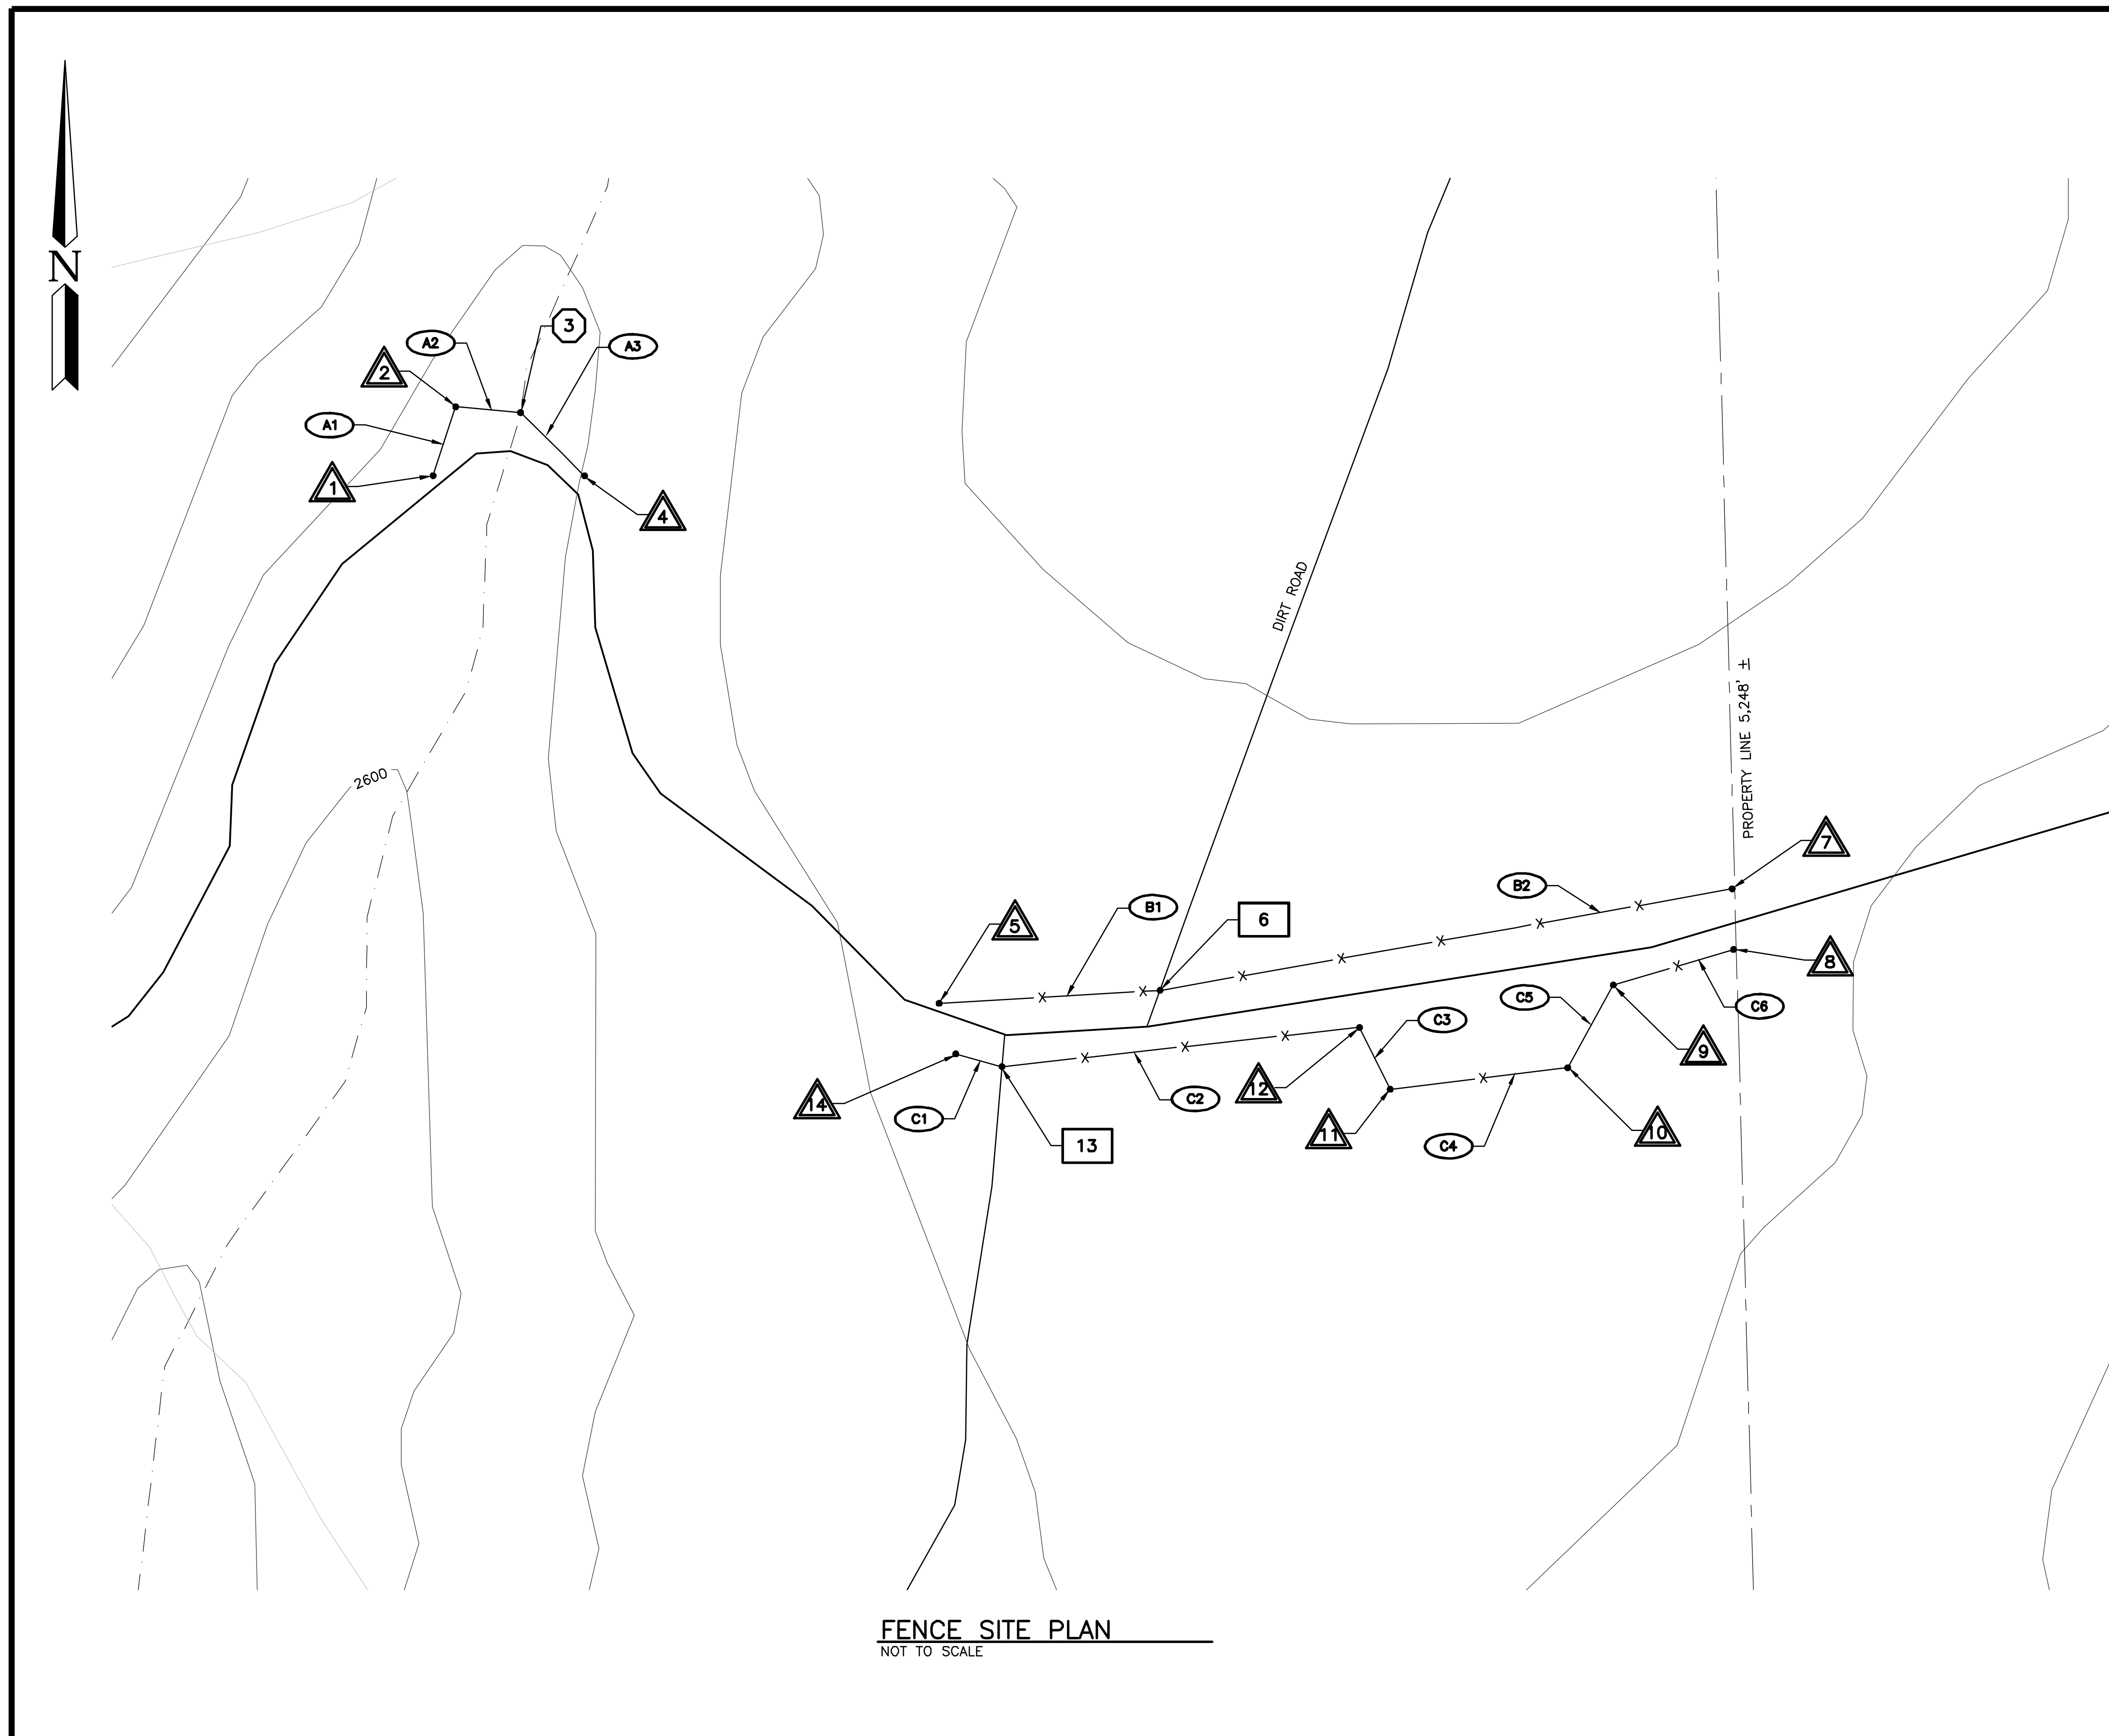 N
3
A2
A3
2
A1
1
4
DIRT ROAD
PROPERTY LINE 5,248' ±
2600
7
B2
B1
6
5
8
C5
C6
C3
9
12
C2
14
C1
11
10
13
C4
FENCE SITE PLAN
NOT TO SCALE